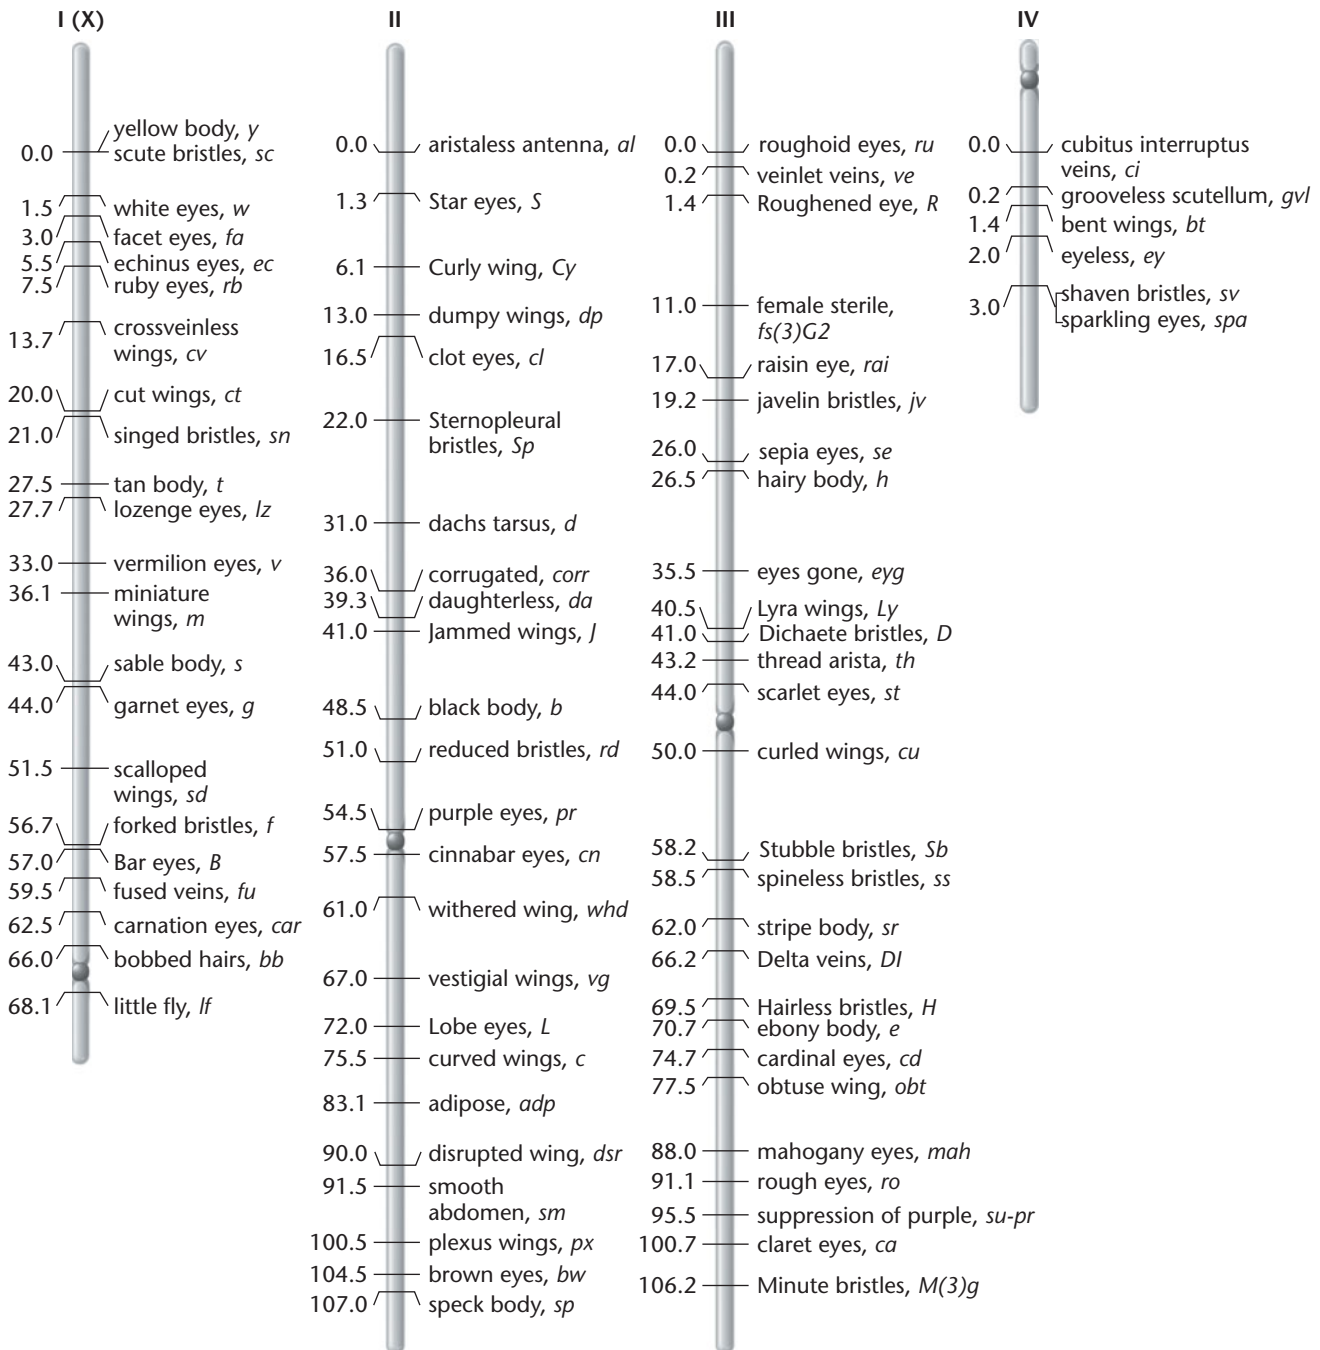 I (X)
0.0
yellow body, y
scute bristles, sc
1.5
white eyes, w
3.0
facet eyes, fa
5.5
echinus eyes, ec
7.5
ruby eyes, rb
13.7
crossveinless
wings, cv
20.0
cut wings, ct
21.0
singed bristles, sn
27.5
tan body, t
27.7
lozenge eyes, lz
33.0
vermilion eyes, v
36.1
miniature
wings, m
43.0
sable body, s
44.0
garnet eyes, g
51.5
scalloped
wings, sd
56.7
forked bristles, f
57.0
Bar eyes, B
59.5
fused veins, fu
62.5
carnation eyes, car
66.0
bobbed hairs, bb
68.1
little fly, lf
II
0.0
aristaless antenna, al
1.3
Star eyes, S
6.1
Curly wing, Cy
13.0
dumpy wings, dp
16.5
clot eyes, cl
22.0
Sternopleural
bristles, Sp
31.0
dachs tarsus, d
36.0
corrugated, corr
39.3
daughterless, da
41.0
Jammed wings, J
48.5
black body, b
51.0
reduced bristles, rd
54.5
purple eyes, pr
57.5
cinnabar eyes, cn
61.0
withered wing, whd
67.0
vestigial wings, vg
72.0
Lobe eyes, L
75.5
curved wings, c
83.1
adipose, adp
90.0
disrupted wing, dsr
91.5
smooth
abdomen, sm
100.5
plexus wings, px
104.5
brown eyes, bw
107.0
speck body, sp
III
0.0
roughoid eyes, ru
0.2
veinlet veins, ve
1.4
Roughened eye, R
11.0
female sterile,
fs(3)G2
17.0
raisin eye, rai
19.2
javelin bristles, jv
26.0
sepia eyes, se
26.5
hairy body, h
35.5
eyes gone, eyg
40.5
Lyra wings, Ly
41.0
Dichaete bristles, D
43.2
thread arista, th
44.0
scarlet eyes, st
50.0
curled wings, cu
58.2
Stubble bristles, Sb
58.5
spineless bristles, ss
62.0
stripe body, sr
66.2
Delta veins, DI
69.5
Hairless bristles, H
70.7
ebony body, e
74.7
cardinal eyes, cd
77.5
obtuse wing, obt
88.0
mahogany eyes, mah
91.1
rough eyes, ro
95.5
suppression of purple, su-pr
100.7
claret eyes, ca
106.2
Minute bristles, M(3)g
IV
0.0
cubitus interruptus
veins, ci
0.2
grooveless scutellum, gvl
1.4
bent wings, bt
2.0
eyeless, ey
3.0
shaven bristles, sv
sparkling eyes, spa